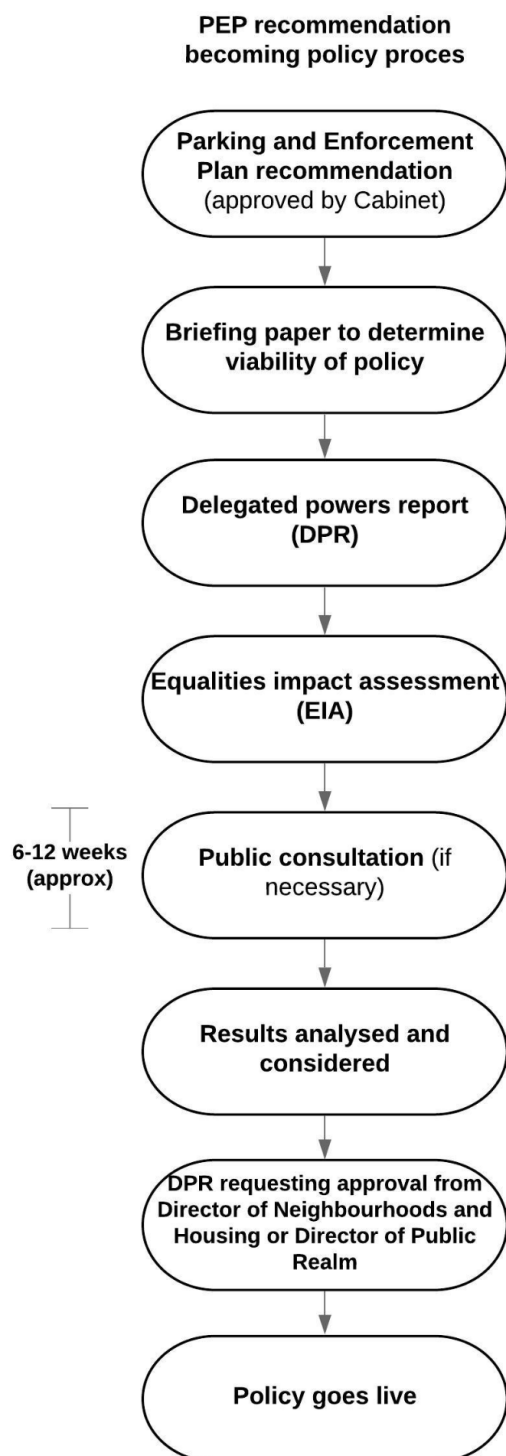 PEP recommendation
becoming policy proces
Parking and Enforcement
Plan recommendation
(approved by Cabinet)
Briefing paper to determine
viability of policy
Delegated powers report
(DPR)
Equalities impact assessment
(EIA)
6-12 weeks
(approx)
Public consultation (if
necessary)
Results analysed and
considered
DPR requesting approval from
Director of Neighbourhoods and
Housing or Director of Public
Realm
Policy goes live